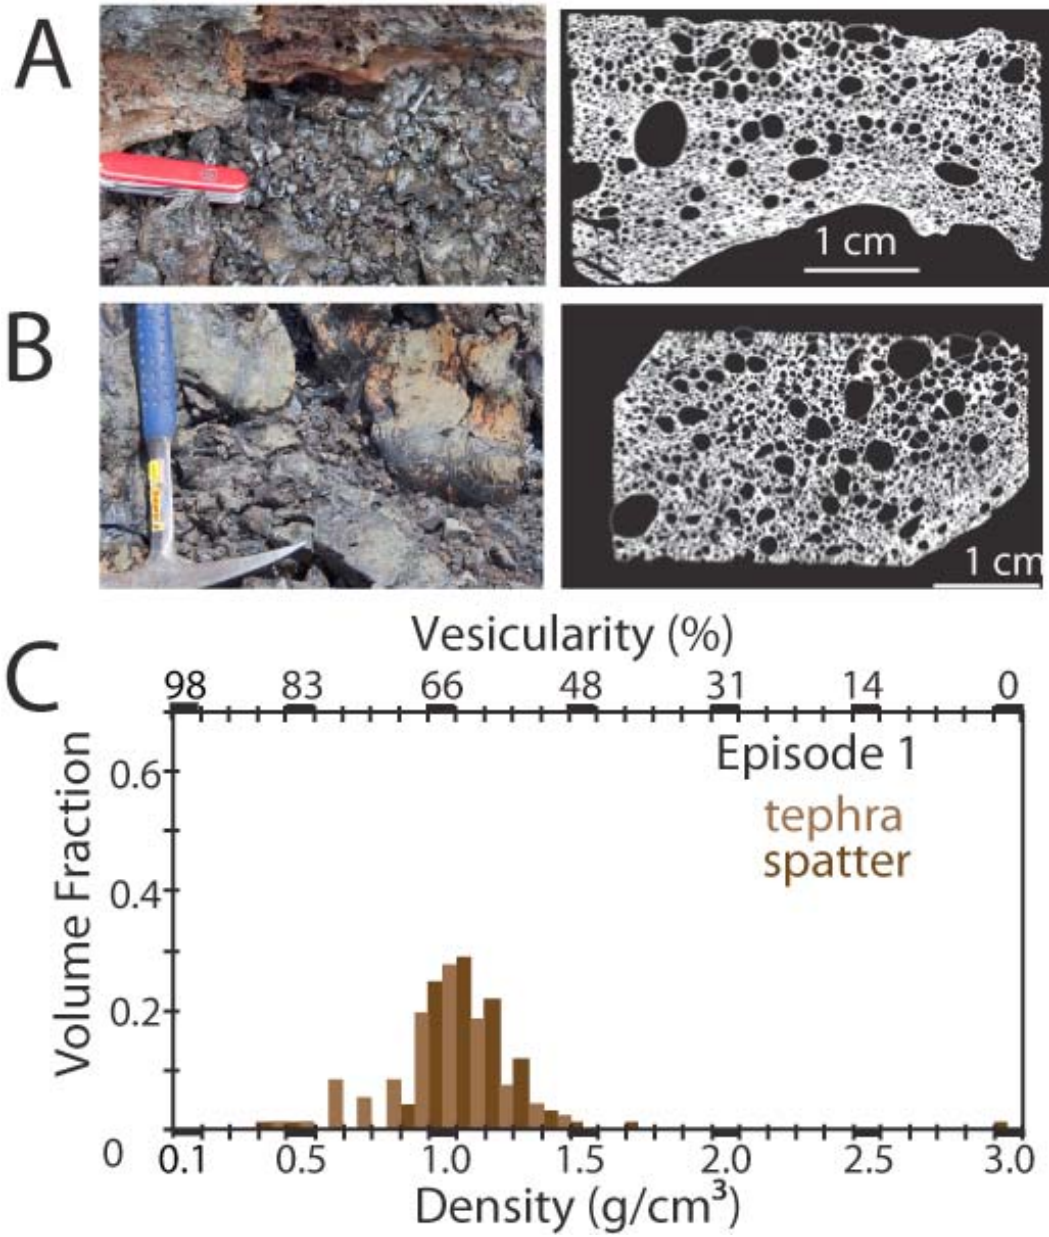 A
1 cm
B
1 cm
C
Vesicularity (%)
98 83 66 48 31 14 0
Episode 1
tephra
spatter
Volume Fraction
0.6
0.4
0.2
0
0.1 0.5 1.0 1.5 2.0 2.5 3.0
Density (g/cm³)